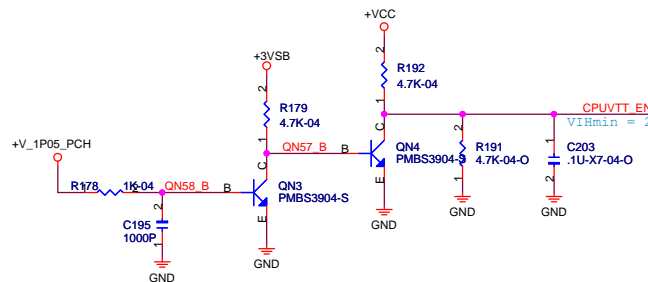 +VCC
+3VSB
2
R192
4.7K-04
1
2
R179
4.7K-04
1
CPUVTT_EN
VIHmin = 2
+V_1P05_PCH
QN57_B
B
C
E
QN4
PMBS3904-S
2
R191
4.7K-04-O
1
1
C203
.1U-X7-04-O
2
R178
1K-04
QN58_B
B
C
E
QN3
PMBS3904-S
C195
1000P
2
1
GND
GND
GND
GND
GND